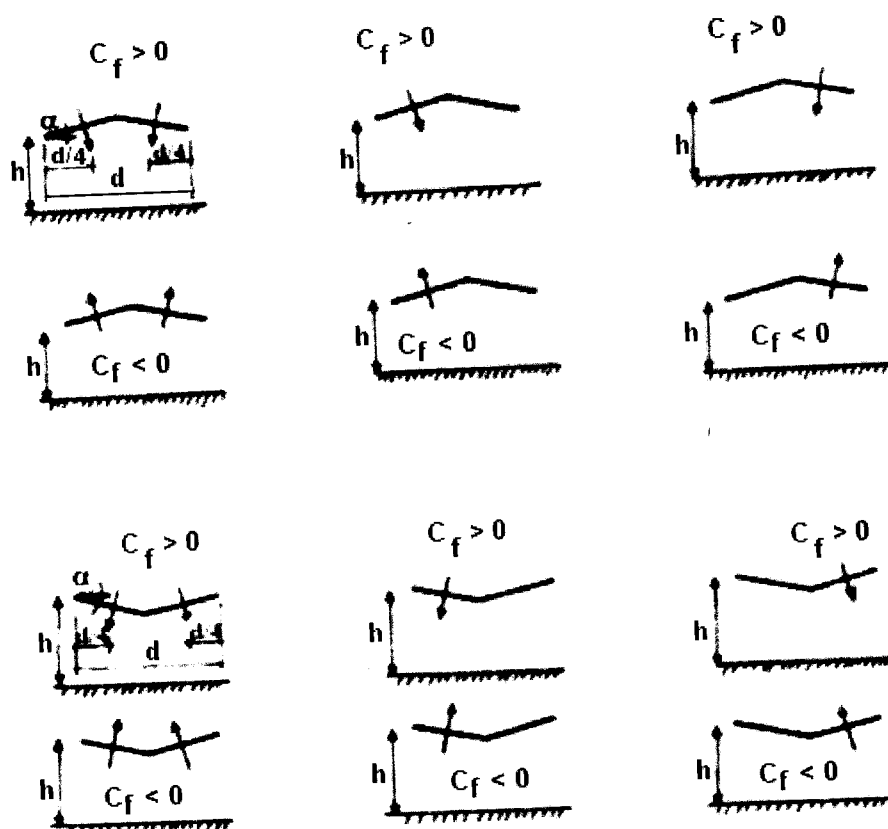 C_f > 0
C_f > 0
C_f > 0
α
d/4
d/4
d
h
h
h
h
C_f < 0
h
C_f < 0
h
C_f < 0
C_f > 0
C_f > 0
C_f > 0
α
d
h
h
h
h
C_f < 0
h
C_f < 0
h
C_f < 0